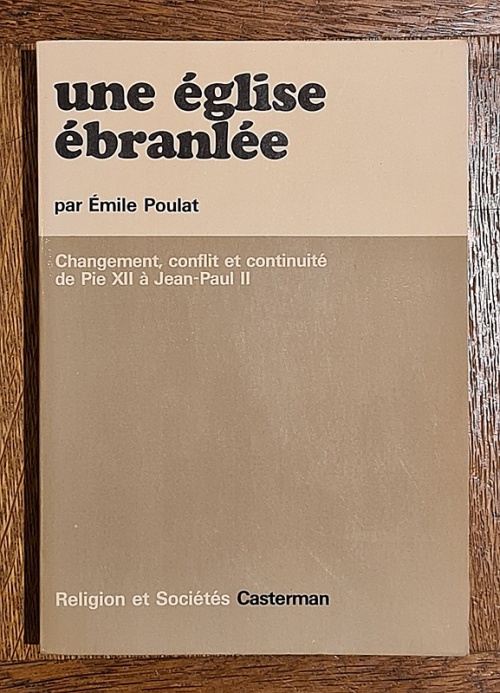 une église
ébranlée
par Émile Poulat
Changement, conflit et continuité
de Pie XII à Jean-Paul II
Religion et Sociétés Casterman